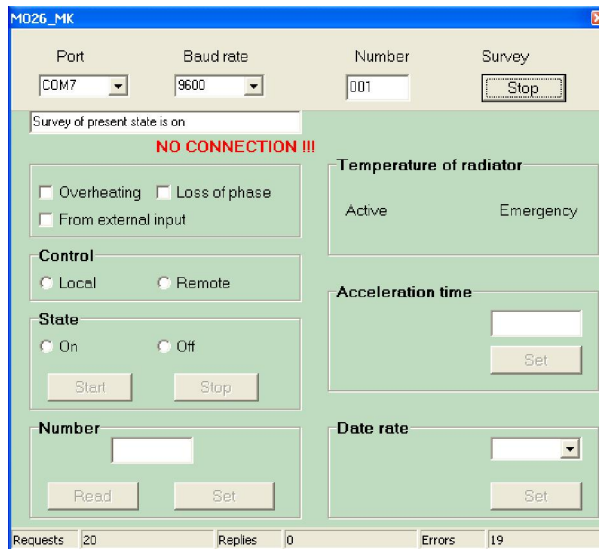 M026_MK
Port Baud rate Number Survey
COM7 9600 001 Stop
Survey of present state is on
NO CONNECTION !!!
Overheating Loss of phase
From external input
Temperature of radiator
Active Emergency
Control
Local Remote
Acceleration time
Set
State
On Off
Start Stop
Number
Read Set
Date rate
Set
Requests 20 Replies 0 Errors 19